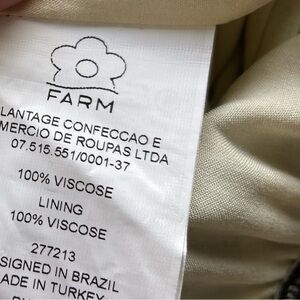 FARM
LANTAGE CONFECCAO E
MERCIO DE ROUPAS LTDA
07.515.551/0001-37
100% VISCOSE
LINING
100% VISCOSE
277213
SIGNED IN BRAZIL
ADE IN TURKEY